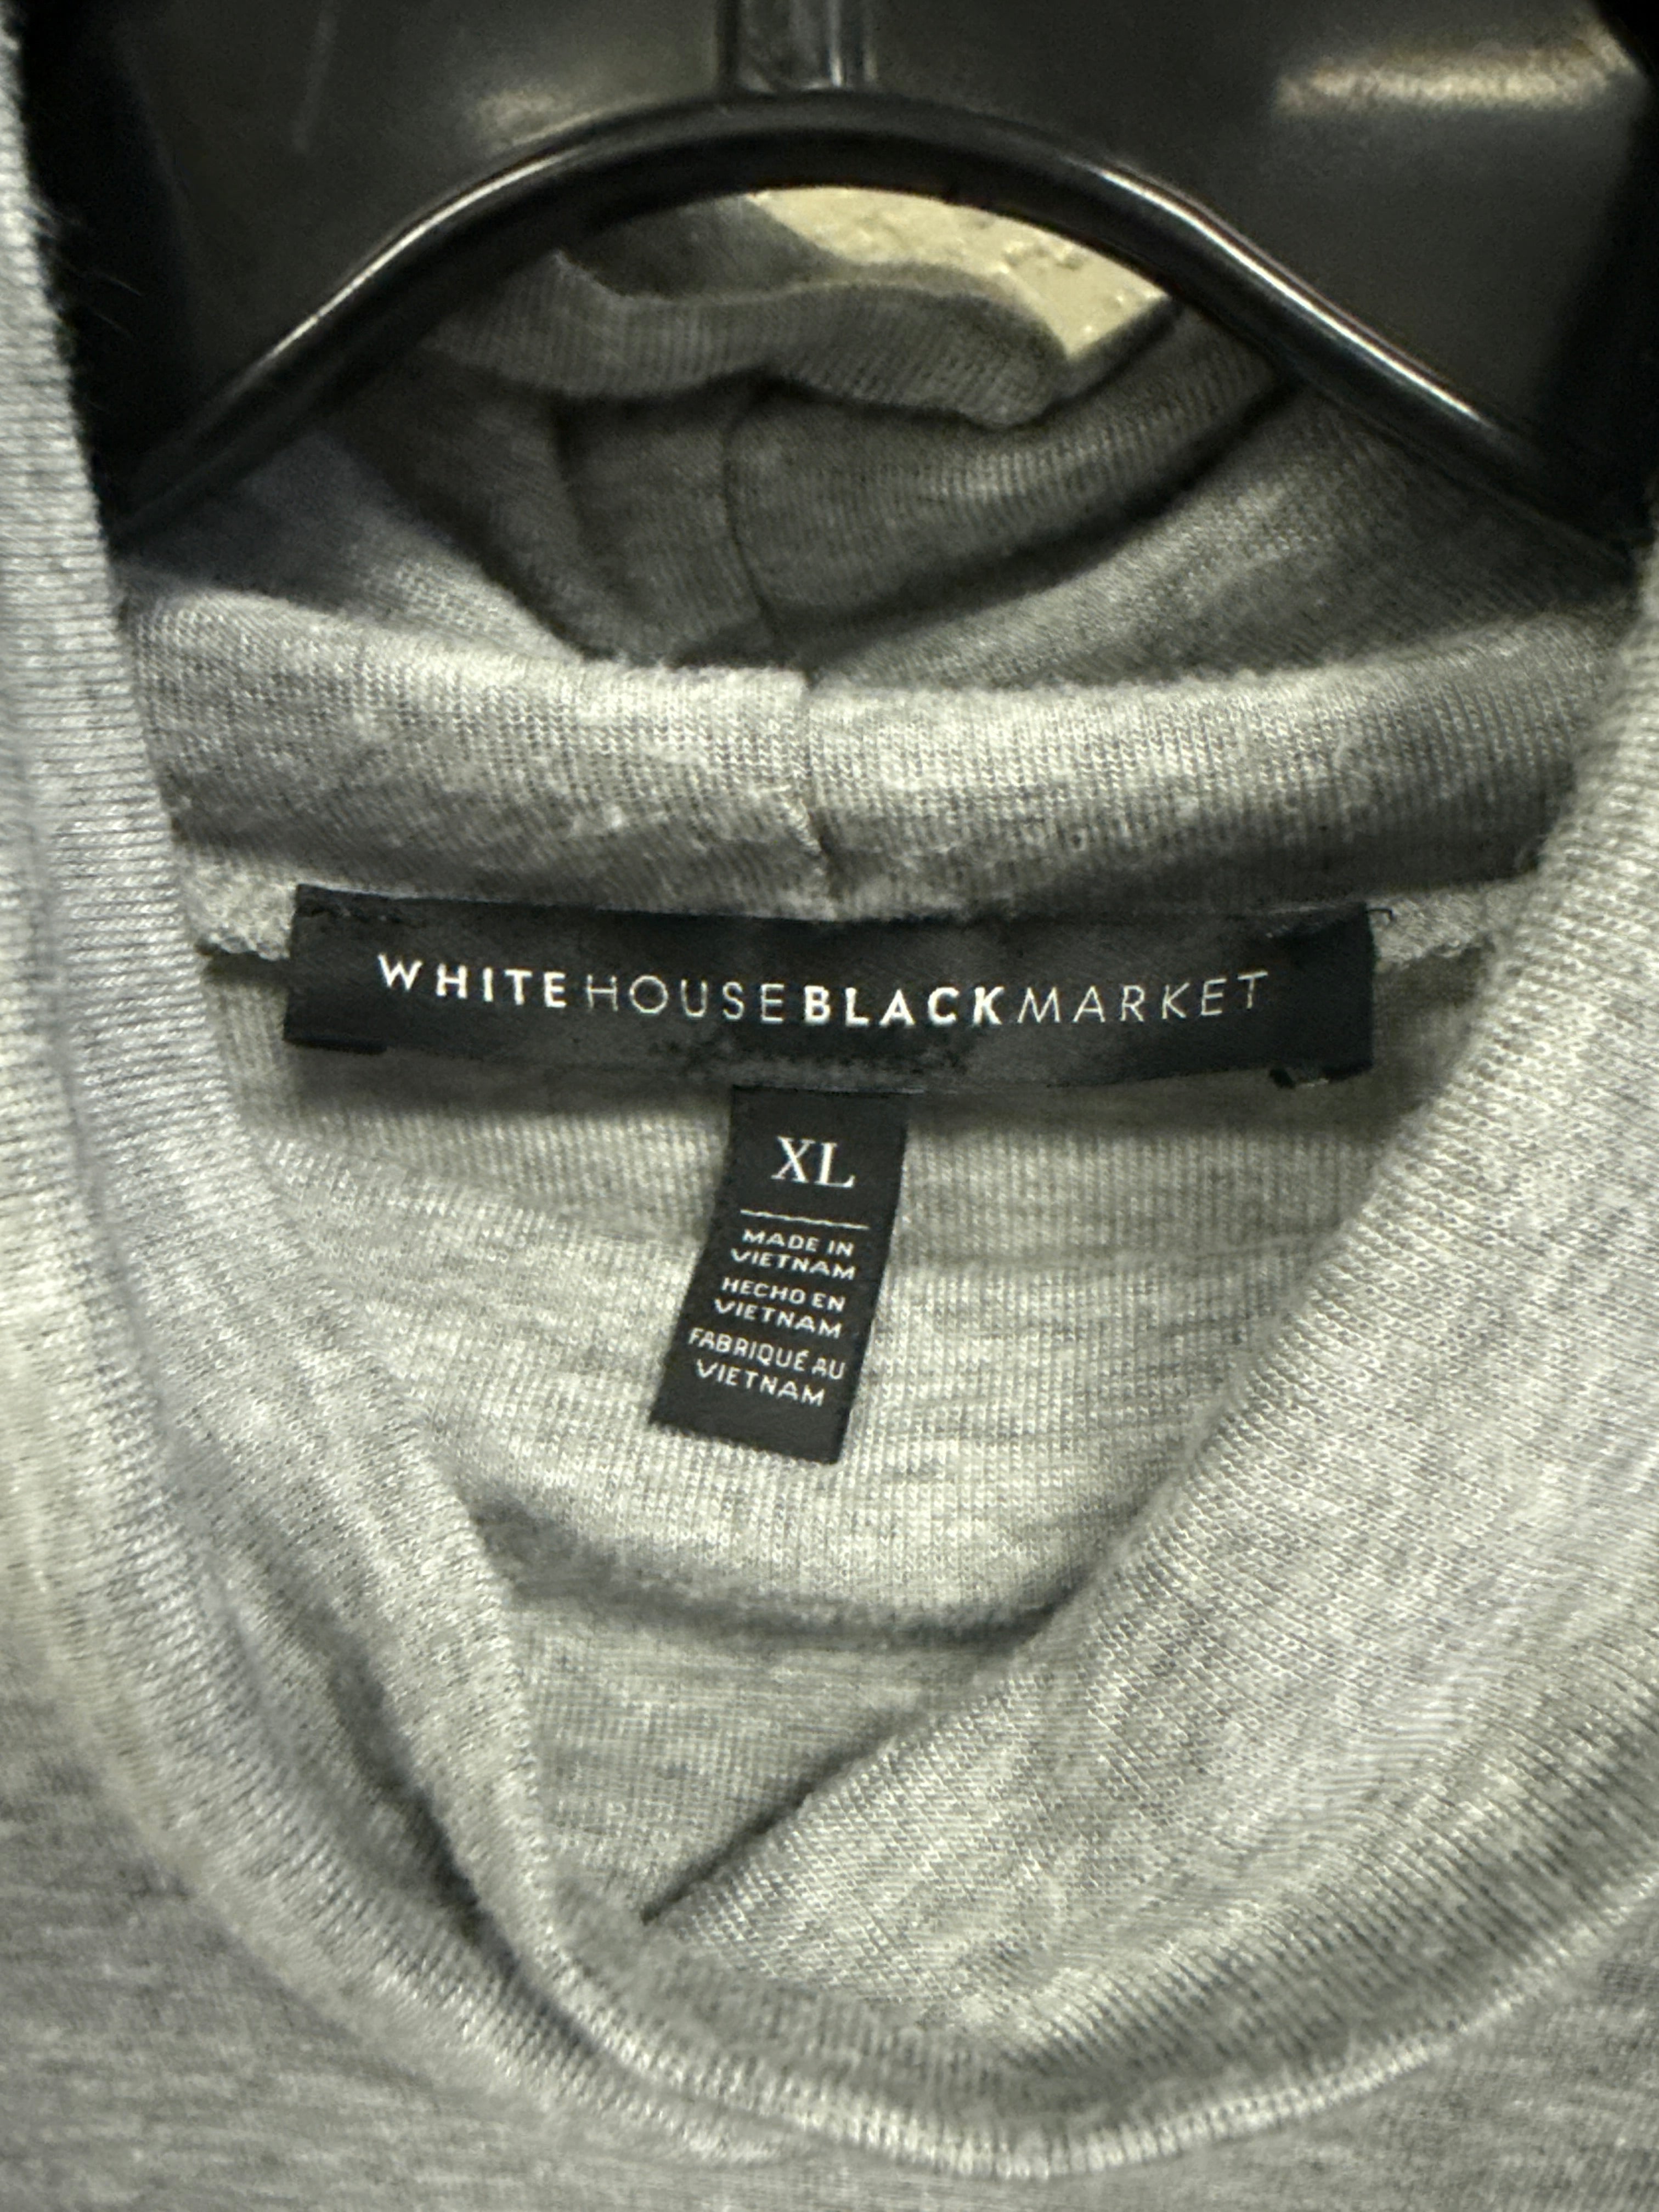 WHITEHOUSEBLACKMARKET
XL
MADE IN
VIETNAM
HECHO EN
VIETNAM
FABRIQUÉ AU
VIETNAM